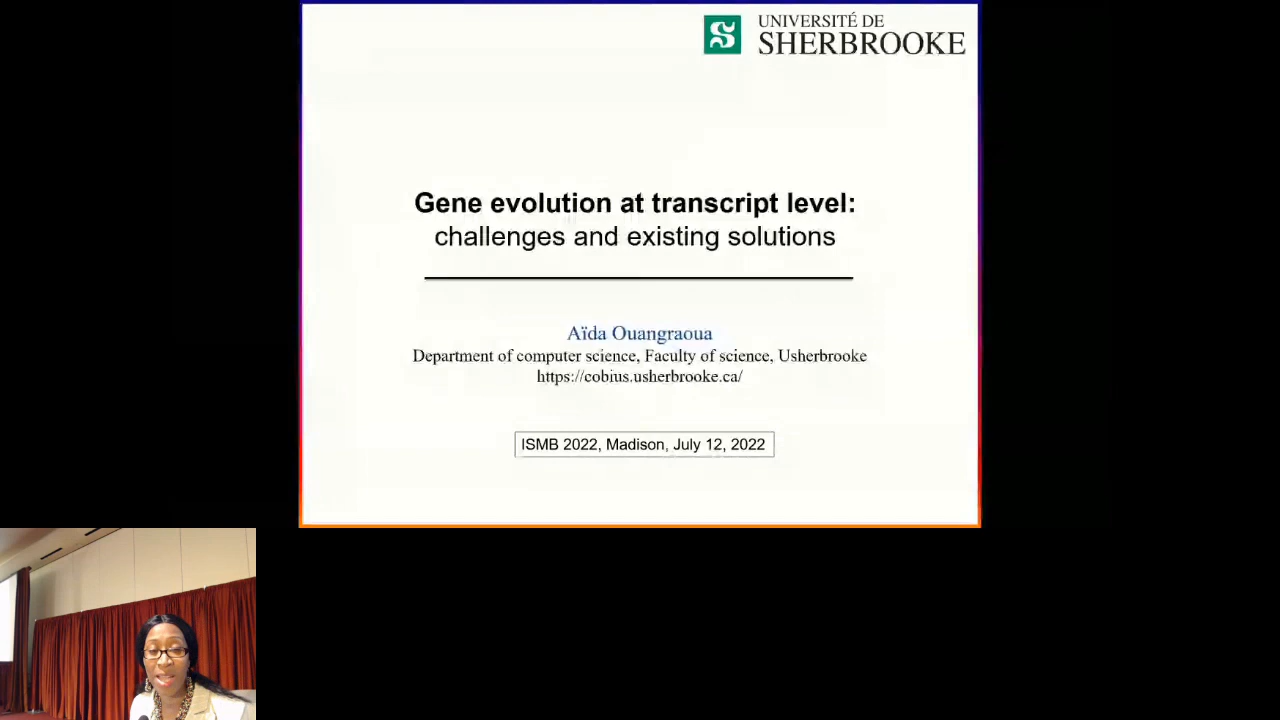 UNIVERSITÉ DE
SHERBROOKE
Gene evolution at transcript level:
challenges and existing solutions
Aïda Ouangraoua
Department of computer science, Faculty of science, Usherbrooke
https://cobius.usherbrooke.ca/
ISMB 2022, Madison, July 12, 2022